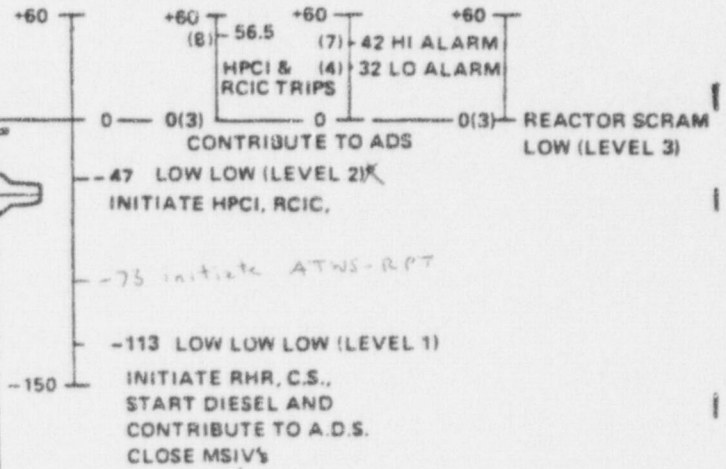 +60 +60 +60 +60
(8) 56.5 (7) 42 HI ALARM
HPCI & (4) 32 LO ALARM
RCIC TRIPS
0 0(3) 0 0(3) REACTOR SCRAM
CONTRIBUTE TO ADS LOW (LEVEL 3)
-47 LOW LOW (LEVEL 2)*
INITIATE HPCI, RCIC,
-73 initiate ATWS-RPT
-113 LOW LOW LOW (LEVEL 1)
-150 INITIATE RHR, C.S.,
START DIESEL AND
CONTRIBUTE TO A.D.S.
CLOSE MSIV's